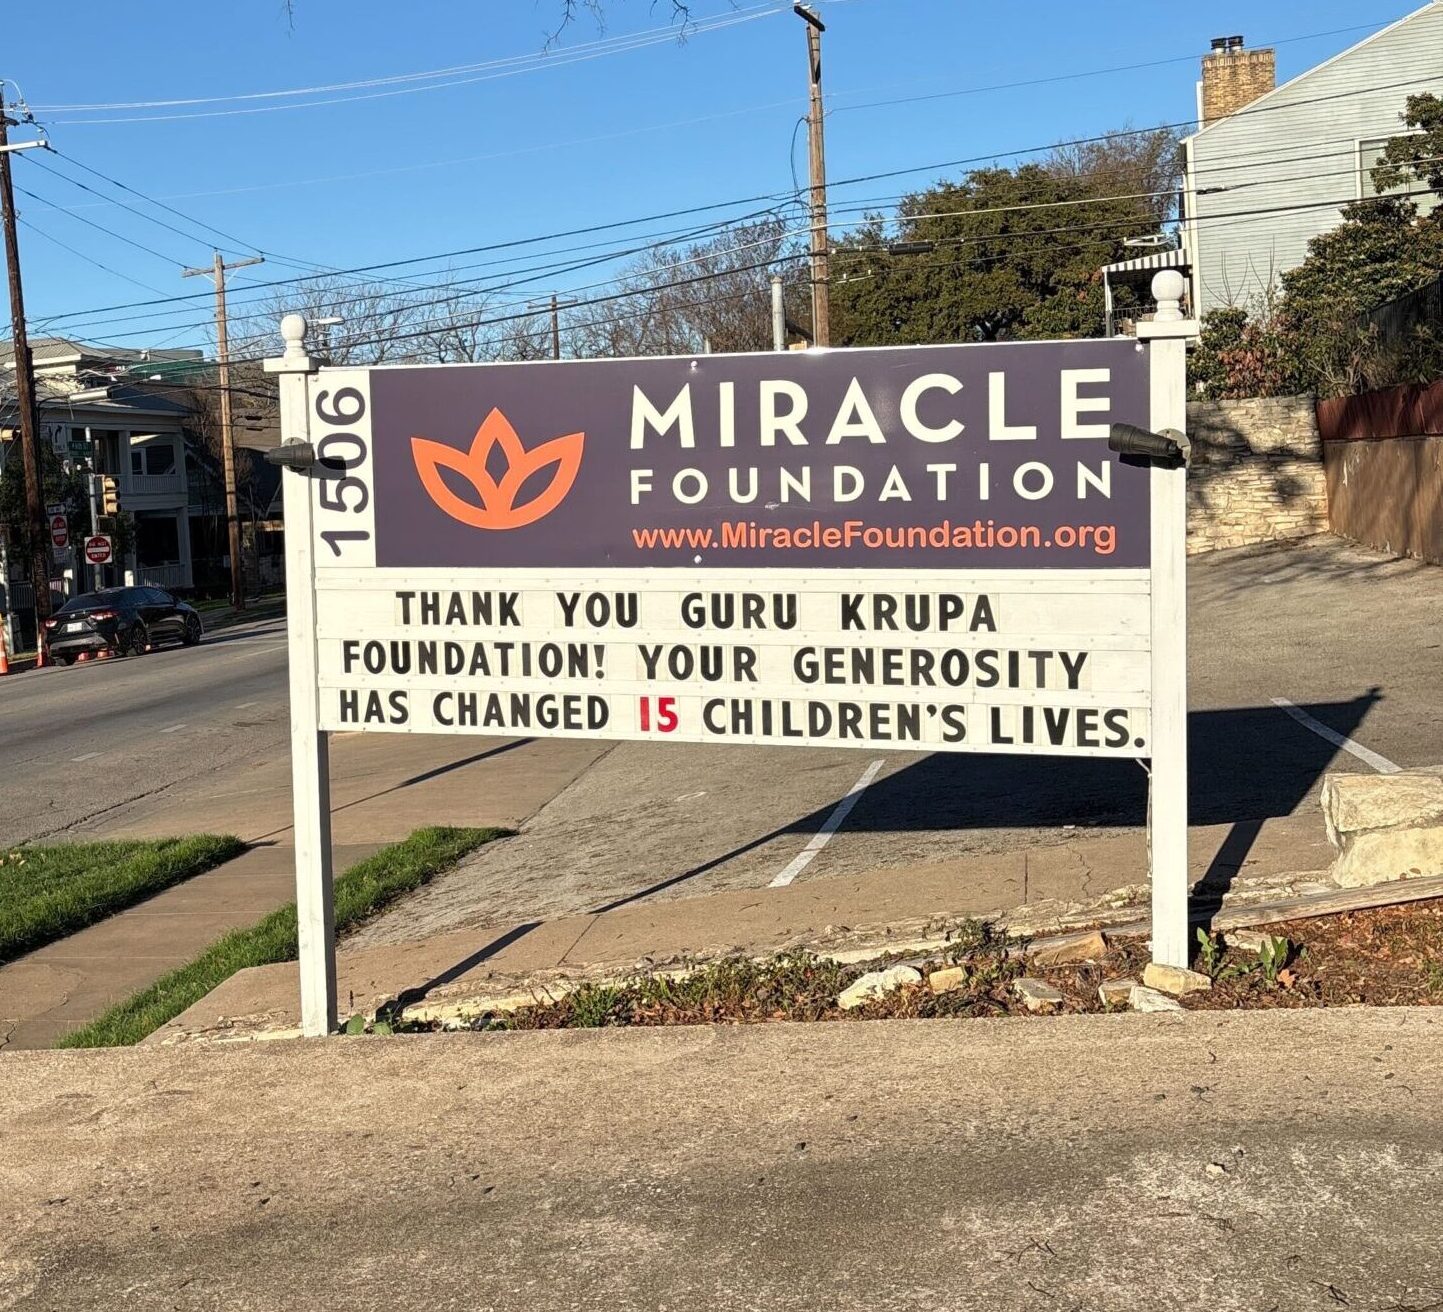 1506
MIRACLE
FOUNDATION
www.MiracleFoundation.org
THANK YOU GURU KRUPA
FOUNDATION! YOUR GENEROSITY
HAS CHANGED 15 CHILDREN'S LIVES.